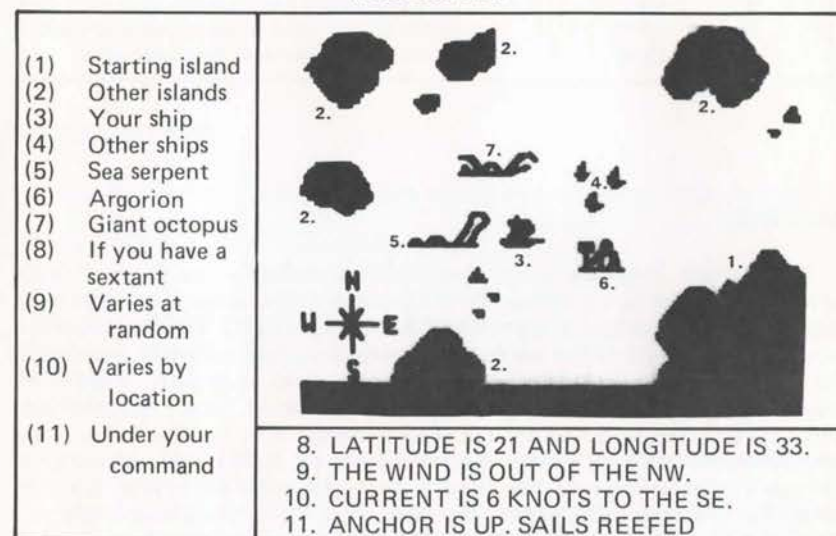 (1) Starting island
(2) Other islands
(3) Your ship
(4) Other ships
(5) Sea serpent
(6) Argorion
(7) Giant octopus
(8) If you have a
sextant
(9) Varies at
random
(10) Varies by
location
(11) Under your
command
2.
2.
2.
7.
4.
2.
5.
3.
6.
1.
N
W E
S
2.
8. LATITUDE IS 21 AND LONGITUDE IS 33.
9. THE WIND IS OUT OF THE NW.
10. CURRENT IS 6 KNOTS TO THE SE.
11. ANCHOR IS UP. SAILS REEFED